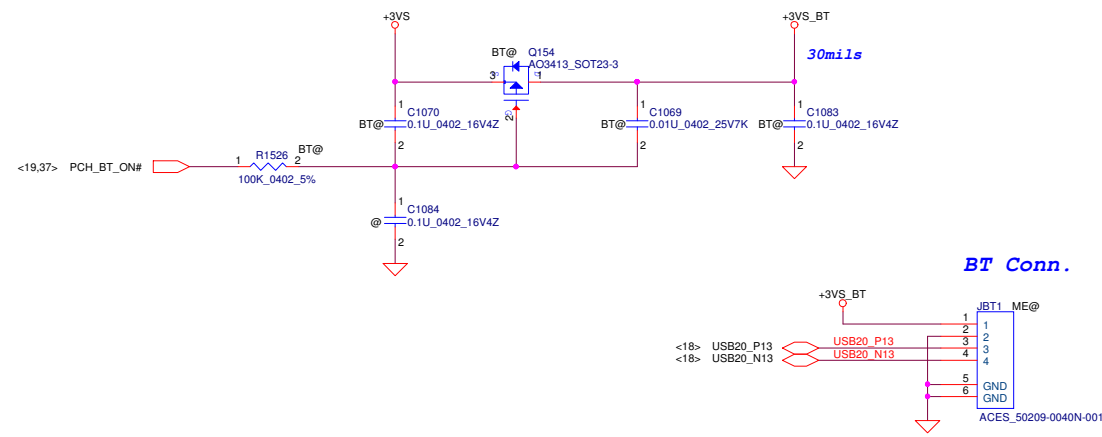 +3VS
+3VS_BT
BT@
Q154
AO3413_SOT23-3
30mils
3
S
D
1
G
2
1
C1070
BT@
0.1U_0402_16V4Z
2
1
C1069
BT@
0.01U_0402_25V7K
2
1
C1083
BT@
0.1U_0402_16V4Z
2
<19,37> PCH_BT_ON#
1
R1526
2
BT@
100K_0402_5%
1
C1084
@
0.1U_0402_16V4Z
2
BT Conn.
+3VS_BT
JBT1 ME@
1 1
2 2
<18> USB20_P13 USB20_P13 3 3
<18> USB20_N13 USB20_N13 4 4
5 GND
6 GND
ACES_50209-0040N-001